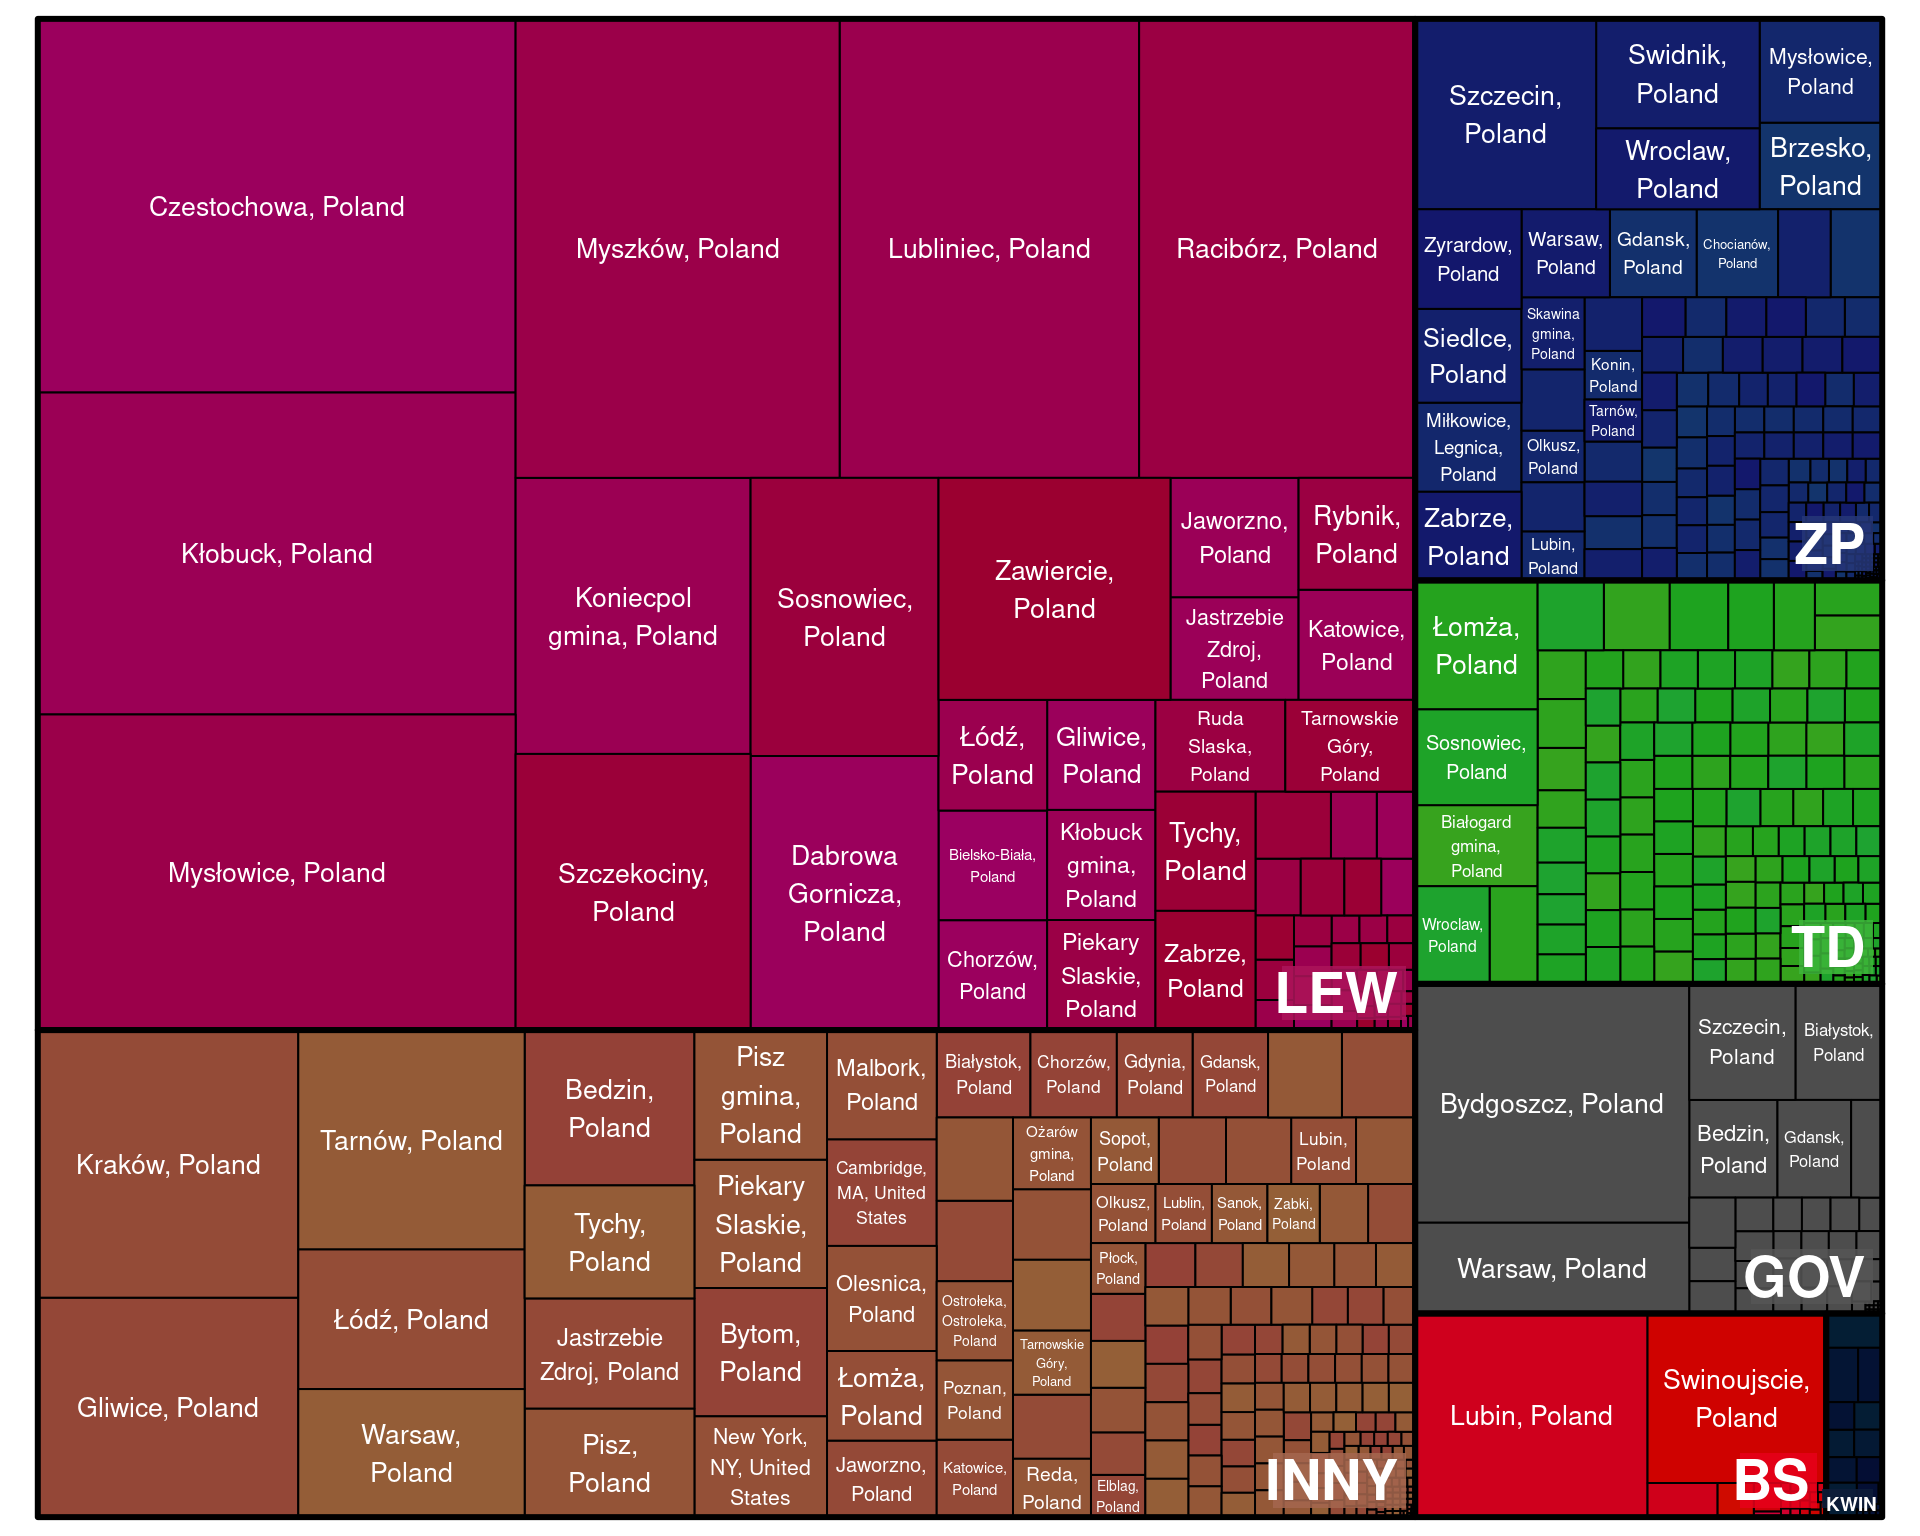 Czestochowa, Poland
Kłobuck, Poland
Mysłowice, Poland
Myszków, Poland
Lubliniec, Poland
Racibórz, Poland
Koniecpol
gmina, Poland
Szczekociny,
Poland
Sosnowiec,
Poland
Dabrowa
Gornicza,
Poland
Zawiercie,
Poland
Jaworzno,
Poland
Jastrzebie
Zdroj,
Poland
Rybnik,
Poland
Katowice,
Poland
Łódź,
Poland
Bielsko-Biała,
Poland
Chorzów,
Poland
Gliwice,
Poland
Kłobuck
gmina,
Poland
Piekary
Slaskie,
Poland
Ruda
Slaska,
Poland
Tarnowskie
Góry,
Poland
Tychy,
Poland
Zabrze,
Poland
LEW
Kraków, Poland
Gliwice, Poland
Tarnów, Poland
Łódź, Poland
Warsaw,
Poland
Bedzin,
Poland
Tychy,
Poland
Jastrzebie
Zdroj, Poland
Pisz,
Poland
Pisz
gmina,
Poland
Piekary
Slaskie,
Poland
Bytom,
Poland
New York,
NY, United
States
Malbork,
Poland
Cambridge,
MA, United
States
Olesnica,
Poland
Łomża,
Poland
Jaworzno,
Poland
Białystok,
Poland
Chorzów,
Poland
Gdynia,
Poland
Gdansk,
Poland
Ostrołeka,
Ostroleka,
Poland
Poznan,
Poland
Katowice,
Poland
Ożarów
gmina,
Poland
Tarnowskie
Góry,
Poland
Reda,
Poland
Sopot,
Poland
Lubin,
Poland
Olkusz,
Poland
Lublin,
Poland
Sanok,
Poland
Zabki,
Poland
Płock,
Poland
Elblag,
Poland
INNY
Szczecin,
Poland
Swidnik,
Poland
Wroclaw,
Poland
Mysłowice,
Poland
Brzesko,
Poland
Zyrardow,
Poland
Siedlce,
Poland
Miłkowice,
Legnica,
Poland
Zabrze,
Poland
Warsaw,
Poland
Gdansk,
Poland
Chocianów,
Poland
Skawina
gmina,
Poland
Olkusz,
Poland
Lubin,
Poland
Konin,
Poland
Tarnów,
Poland
ZP
Łomża,
Poland
Sosnowiec,
Poland
Białogard
gmina,
Poland
Wroclaw,
Poland
TD
Bydgoszcz, Poland
Warsaw, Poland
Szczecin,
Poland
Białystok,
Poland
Bedzin,
Poland
Gdansk,
Poland
GOV
Lubin, Poland
Swinoujscie,
Poland
BS
KWIN